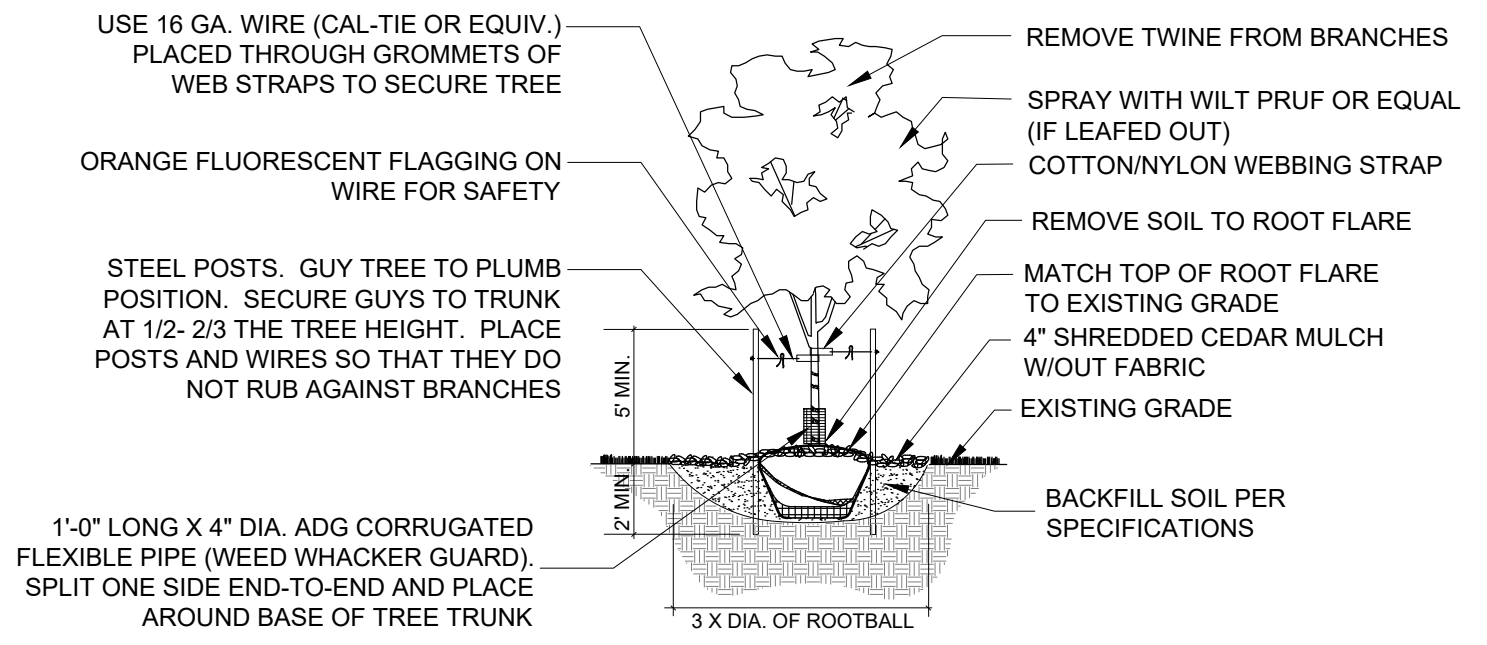 USE 16 GA. WIRE (CAL-TIE OR EQUIV.)
PLACED THROUGH GROMMETS OF
WEB STRAPS TO SECURE TREE
ORANGE FLUORESCENT FLAGGING ON
WIRE FOR SAFETY
STEEL POSTS. GUY TREE TO PLUMB
POSITION. SECURE GUYS TO TRUNK
AT 1/2- 2/3 THE TREE HEIGHT. PLACE
POSTS AND WIRES SO THAT THEY DO
NOT RUB AGAINST BRANCHES
1'-0" LONG X 4" DIA. ADG CORRUGATED
FLEXIBLE PIPE (WEED WHACKER GUARD).
SPLIT ONE SIDE END-TO-END AND PLACE
AROUND BASE OF TREE TRUNK
5' MIN.
2' MIN.
3 X DIA. OF ROOTBALL
REMOVE TWINE FROM BRANCHES
SPRAY WITH WILT PRUF OR EQUAL
(IF LEAFED OUT)
COTTON/NYLON WEBBING STRAP
REMOVE SOIL TO ROOT FLARE
MATCH TOP OF ROOT FLARE
TO EXISTING GRADE
4" SHREDDED CEDAR MULCH
W/OUT FABRIC
EXISTING GRADE
BACKFILL SOIL PER
SPECIFICATIONS